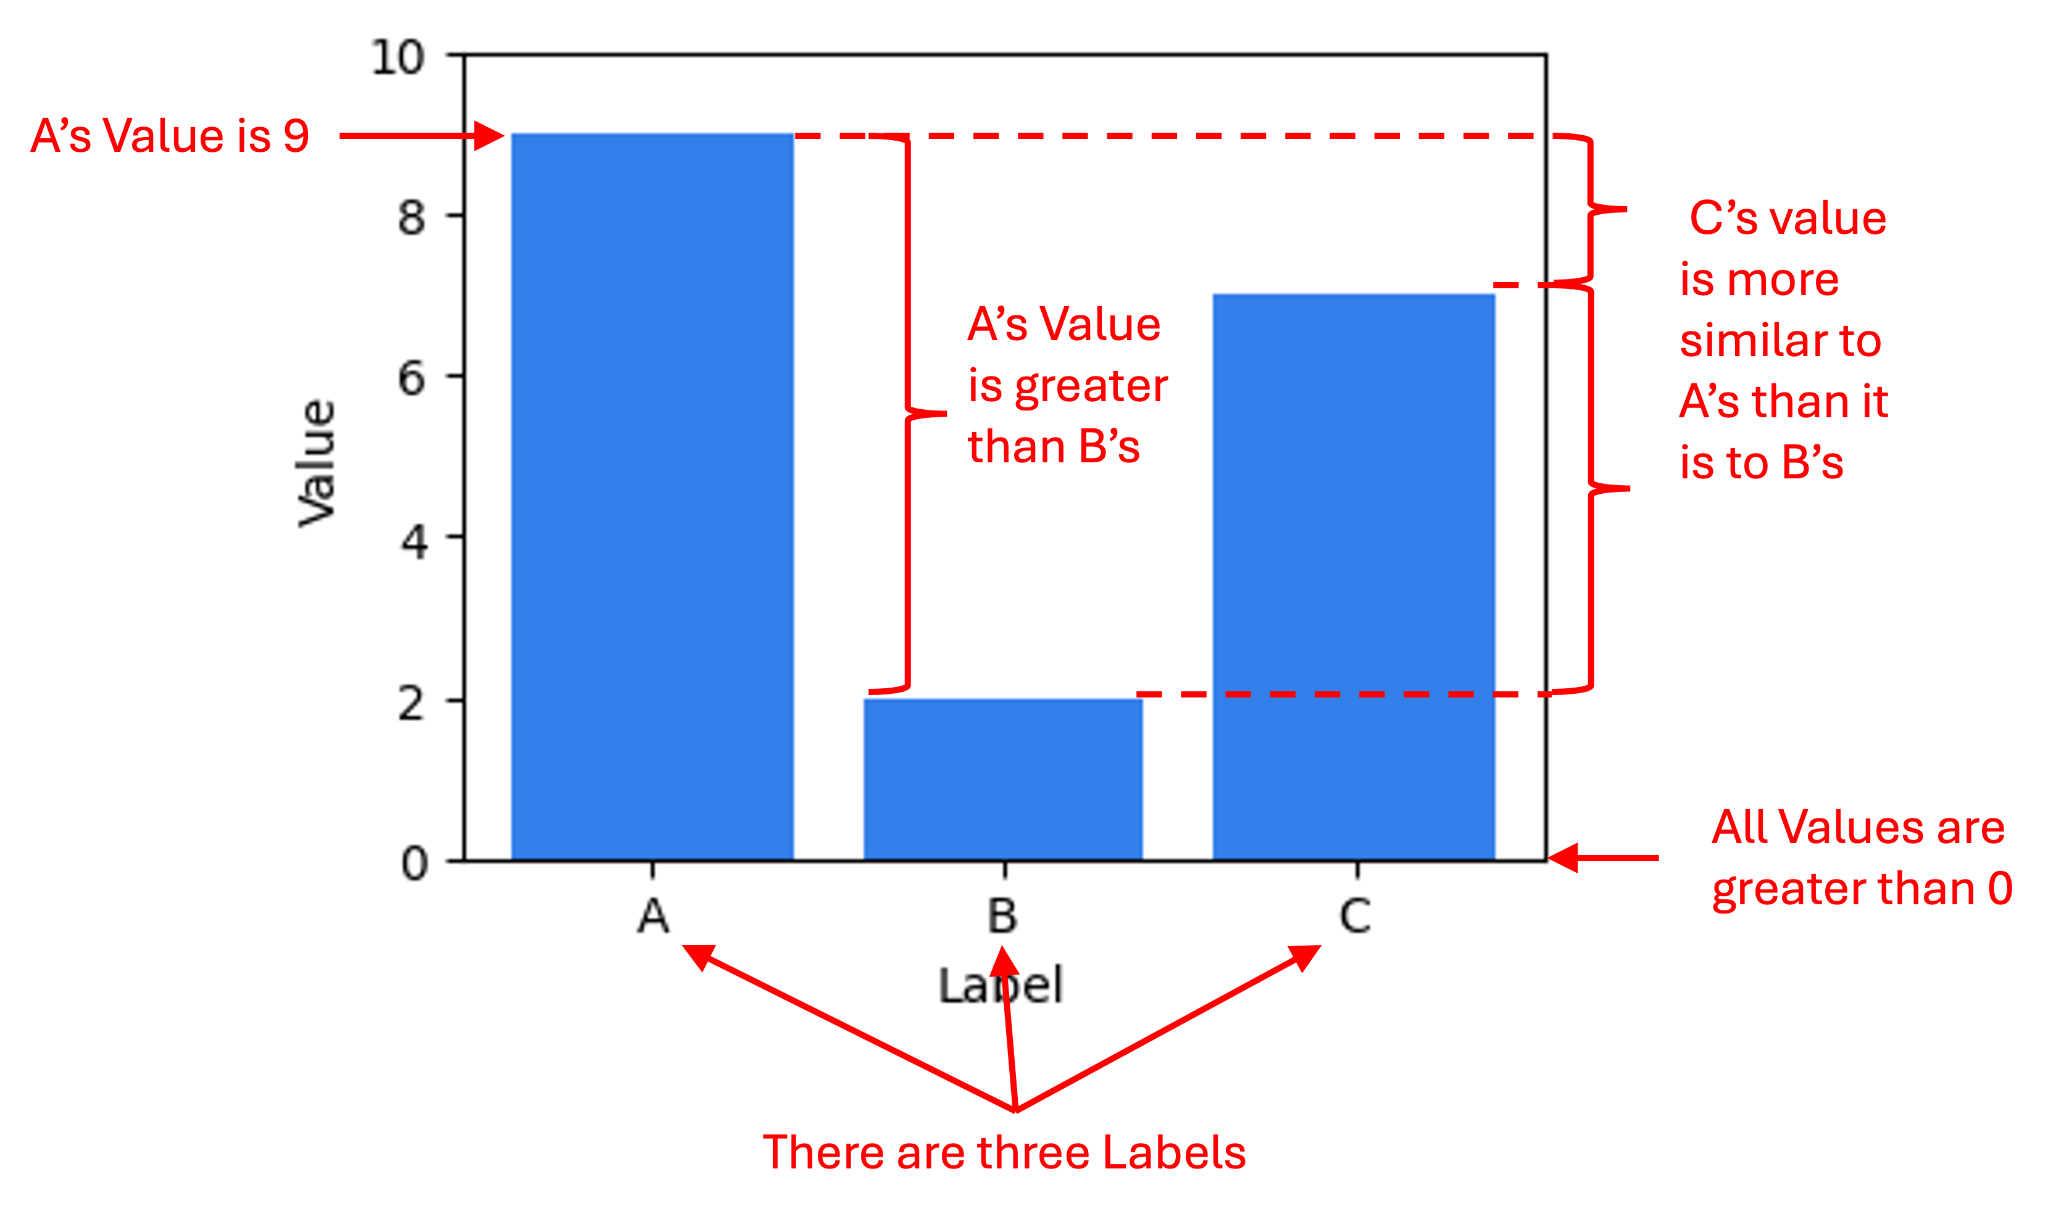 10
A's Value is 9
8
C's value
is more
similar to
A's than it
is to B's
A's Value
is greater
than B's
6
Value
4
2
All Values are
greater than 0
0
A B C
Label
There are three Labels